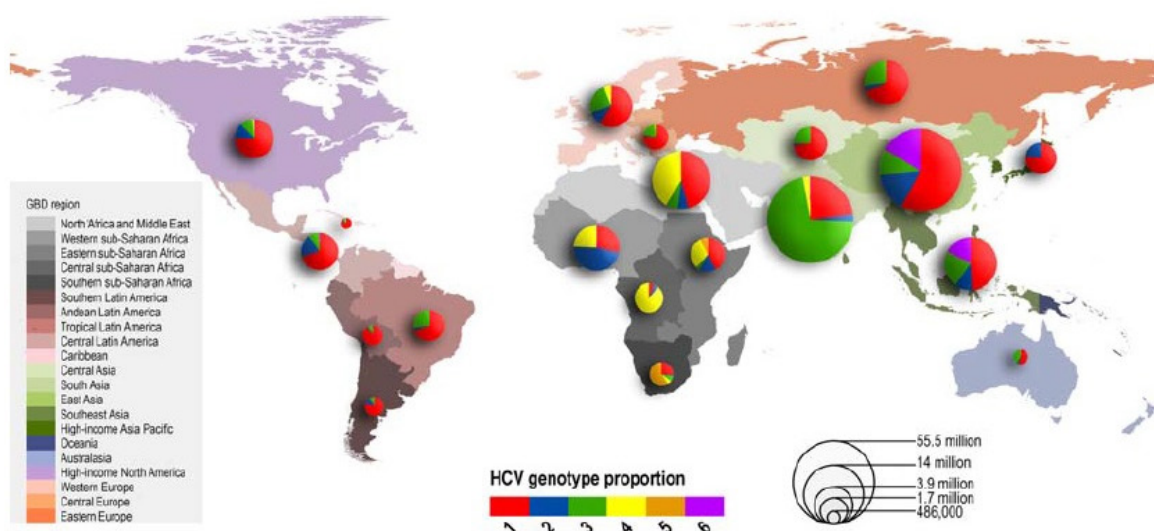 GBD region
North Africa and Middle East
Western sub-Saharan Africa
Eastern sub-Saharan Africa
Central sub-Saharan Africa
Southern sub-Saharan Africa
Southern Latin America
Andean Latin America
Tropical Latin America
Central Latin America
Caribbean
Central Asia
South Asia
East Asia
Southeast Asia
High-income Asia Pacific
Oceania
Australasia
High-income North America
Western Europe
Central Europe
Eastern Europe
HCV genotype proportion
1 2 3 4 5 6
55.5 million
14 million
3.9 million
1.7 million
486,000